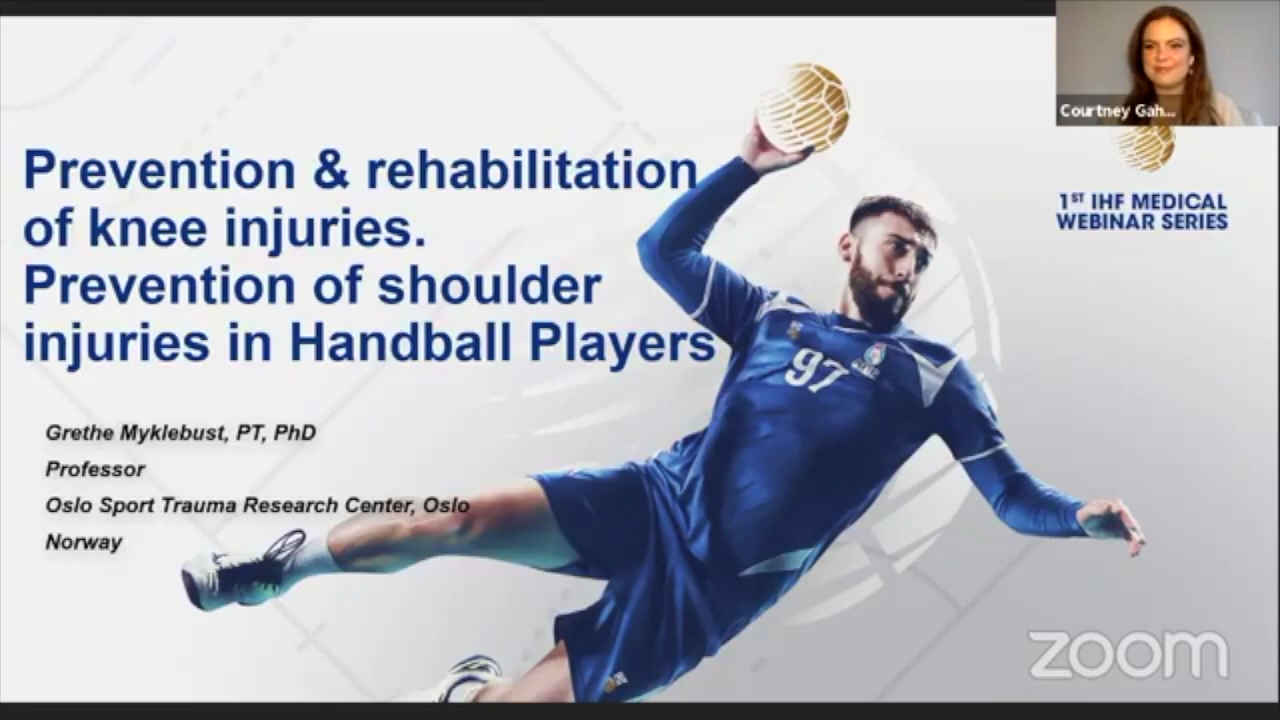 Prevention & rehabilitation
of knee injuries.
Prevention of shoulder
injuries in Handball Players
Grethe Myklebust, PT, PhD
Professor
Oslo Sport Trauma Research Center, Oslo
Norway
Courtney Gah...
1ST IHF MEDICAL
WEBINAR SERIES
97
zoom